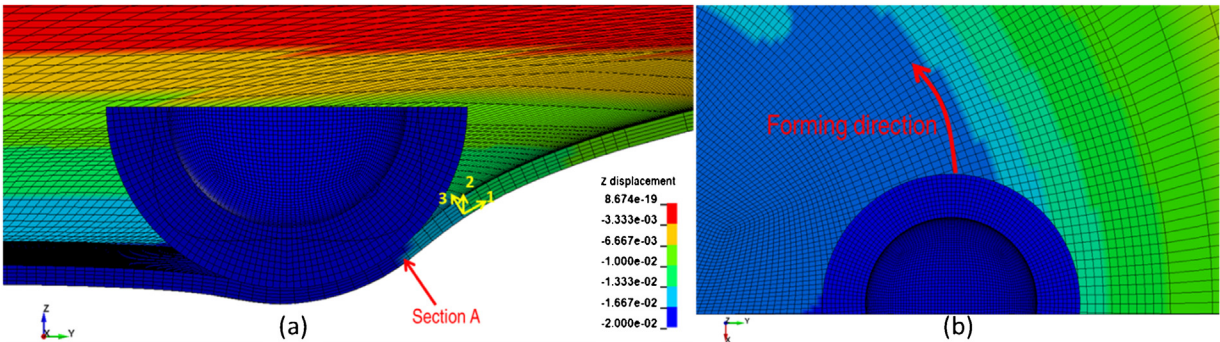 3
2
1
Section A
Z
X
Y
(a)
Z displacement
8.674e-19
-3.333e-03
-6.667e-03
-1.000e-02
-1.333e-02
-1.667e-02
-2.000e-02
Forming direction
Z
Y
X
(b)